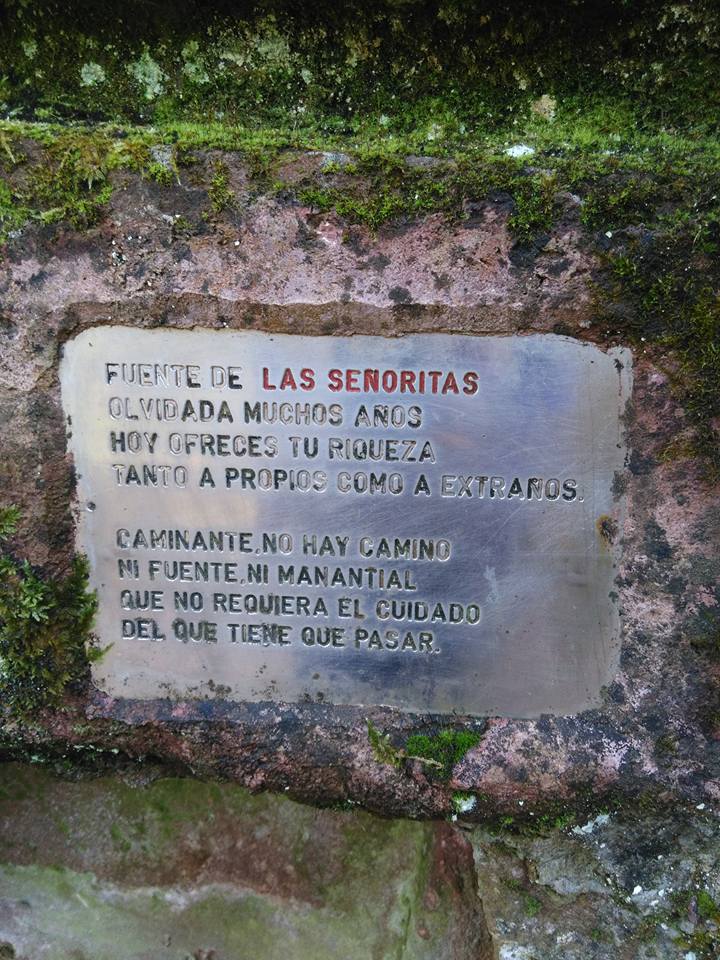 FUENTE DE LAS SEÑORITAS
OLVIDADA MUCHOS AÑOS
HOY OFRECES TU RIQUEZA
TANTO A PROPIOS COMO A EXTRAÑOS.
CAMINANTE,NO HAY CAMINO
NI FUENTE,NI MANANTIAL
QUE NO REQUIERA EL CUIDADO
DEL QUE TIENE QUE PASAR.